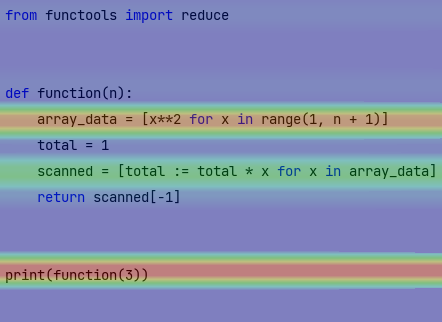 from functools import reduce
def function(n):
    array_data = [x**2 for x in range(1, n + 1)]
    total = 1
    scanned = [total := total * x for x in array_data]
    return scanned[-1]
print(function(3))